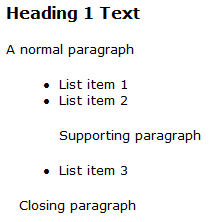 Heading 1 Text
A normal paragraph
• List item 1
• List item 2
Supporting paragraph
• List item 3
Closing paragraph